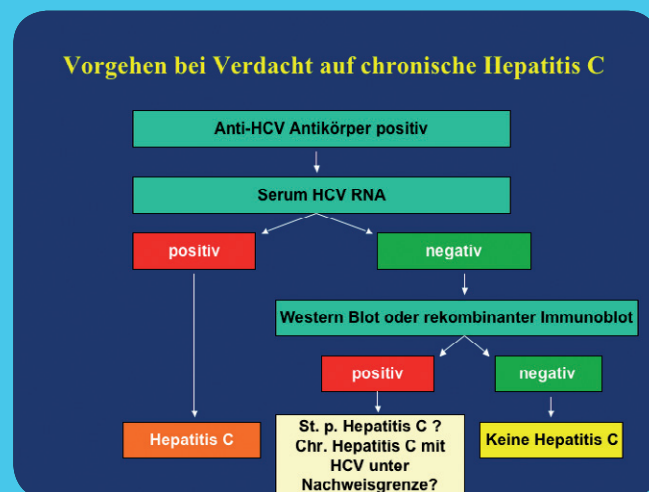 Vorgehen bei Verdacht auf chronische Hepatitis C
Anti-HCV Antikörper positiv
Serum HCV RNA
positiv
negativ
Western Blot oder rekombinanter Immunoblot
positiv
negativ
Hepatitis C
St. p. Hepatitis C ?
Chr. Hepatitis C mit
HCV unter
Nachweisgrenze?
Keine Hepatitis C